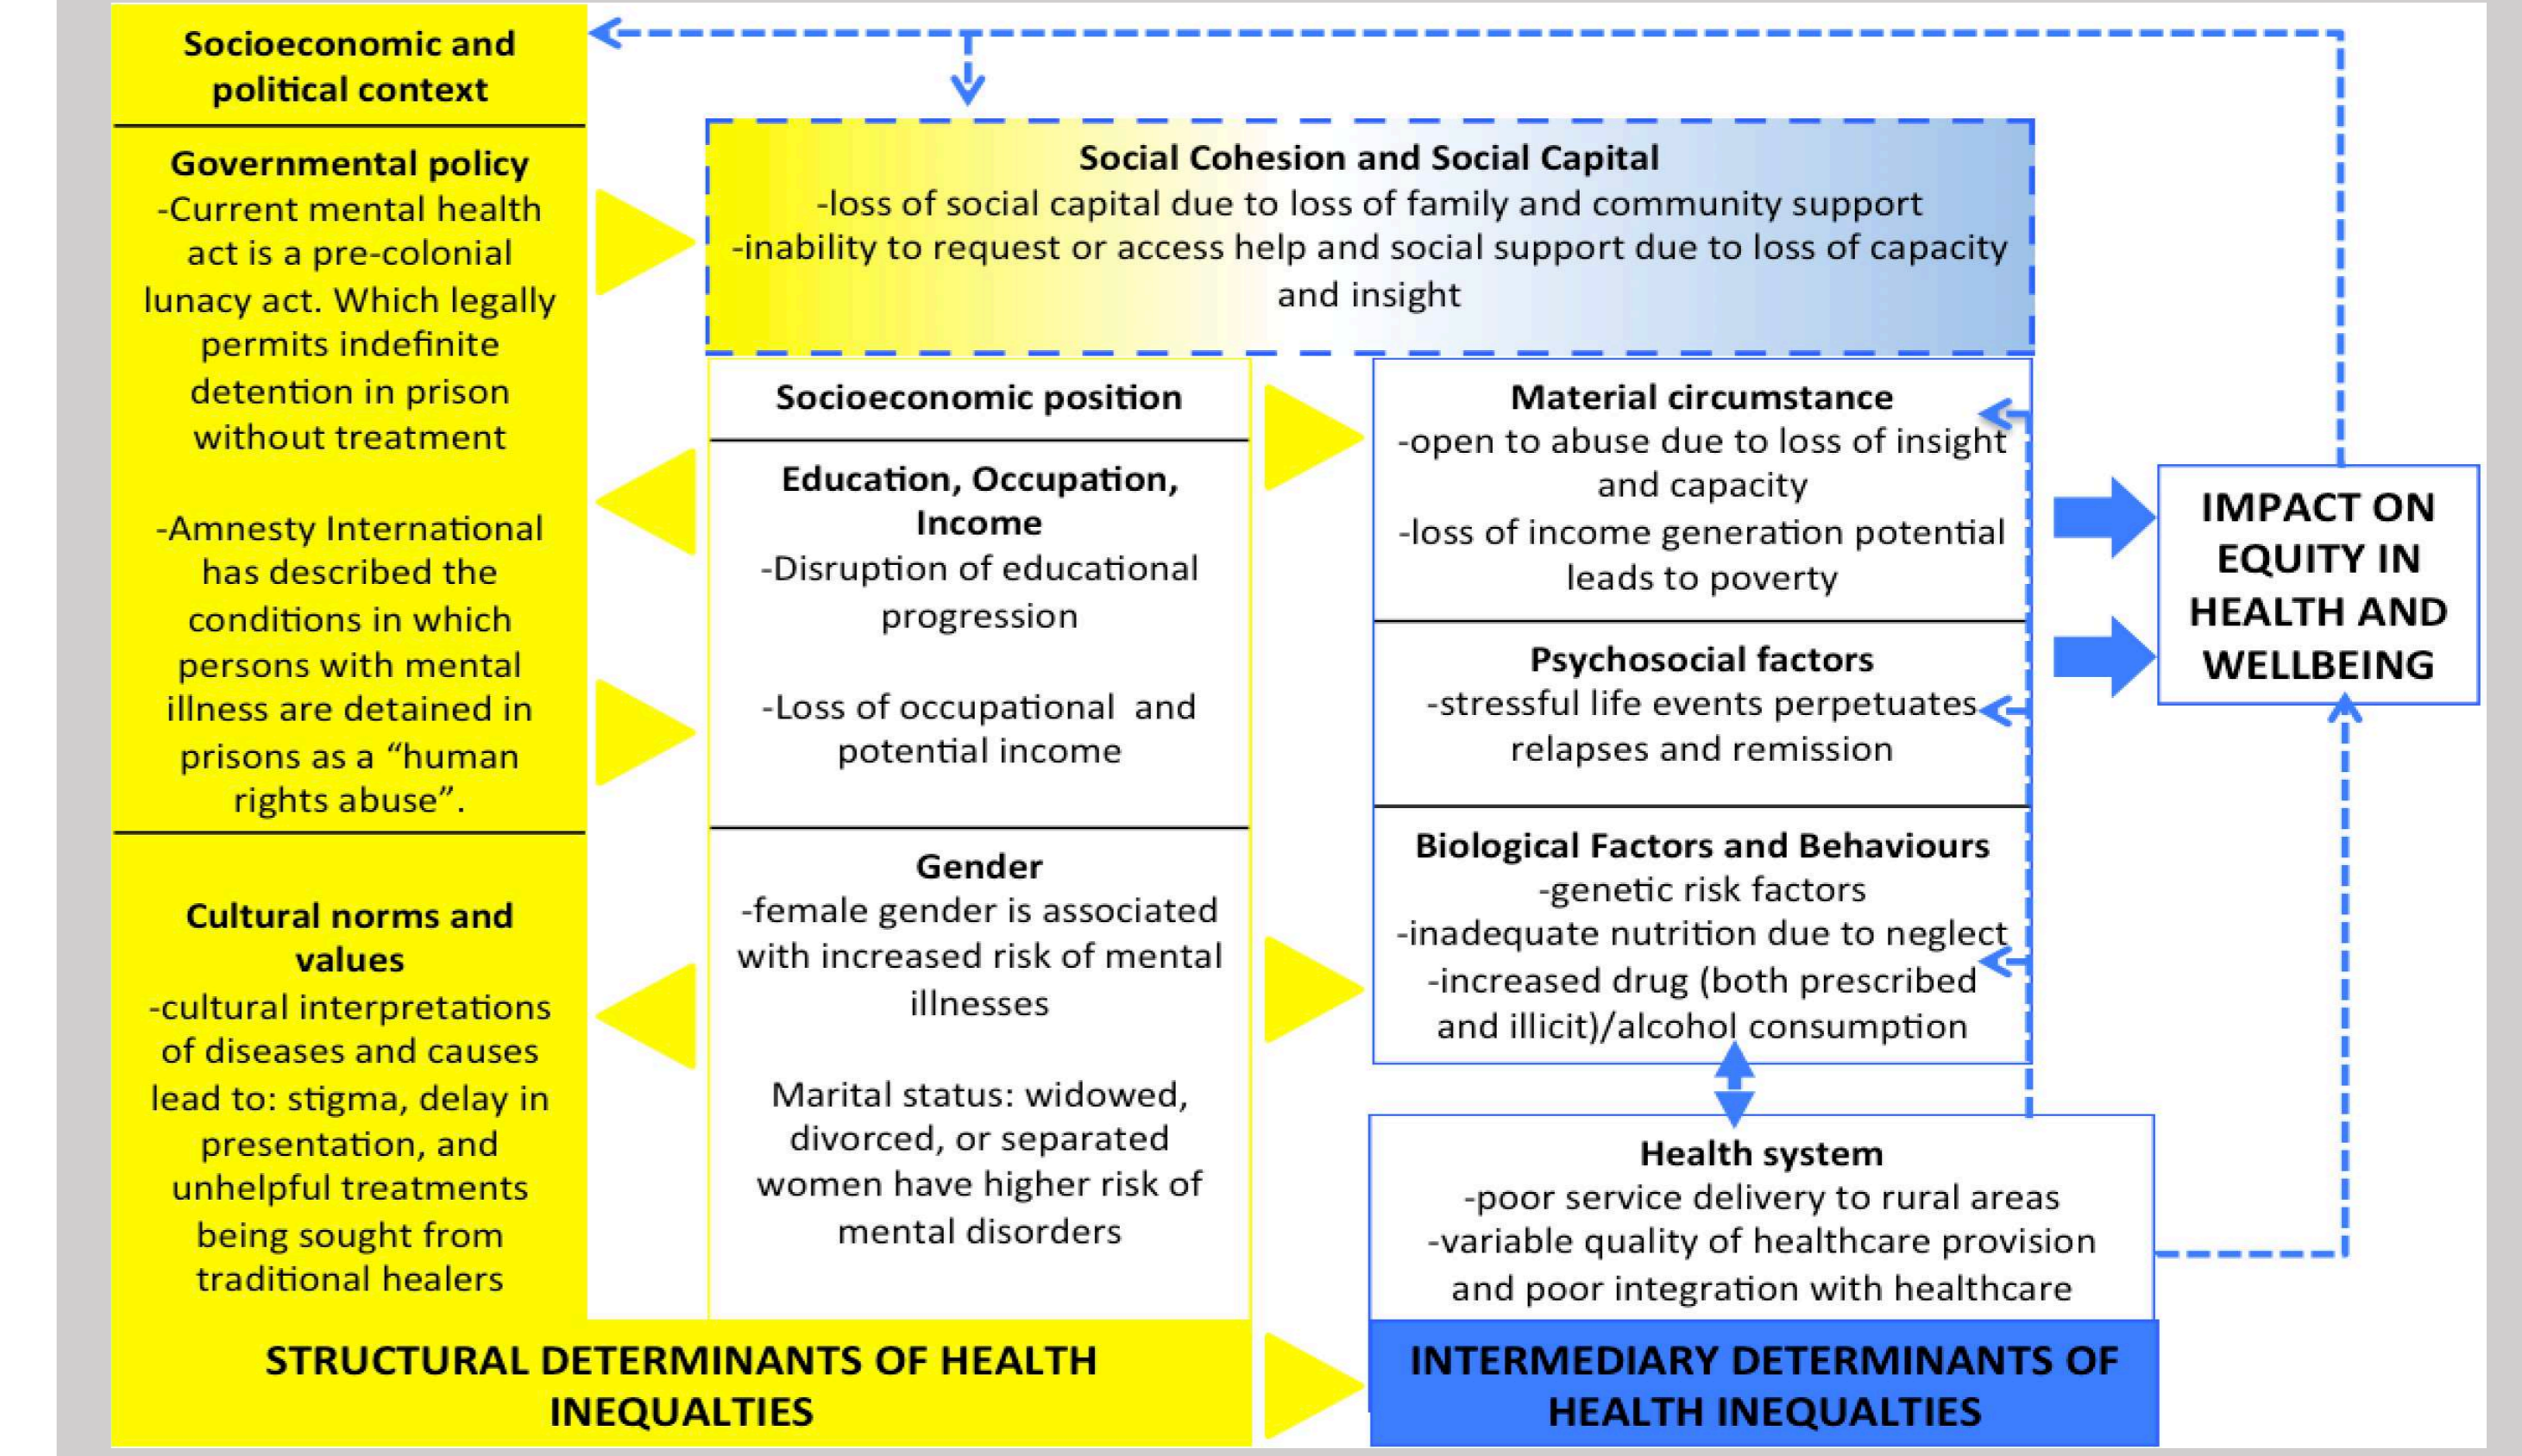 Socioeconomic and
political context
Governmental policy
-Current mental health
act is a pre-colonial
lunacy act. Which legally
permits indefinite
detention in prison
without treatment
-Amnesty International
has described the
conditions in which
persons with mental
illness are detained in
prisons as a “human
rights abuse”.
Cultural norms and
values
-cultural interpretations
of diseases and causes
lead to: stigma, delay in
presentation, and
unhelpful treatments
being sought from
traditional healers
Social Cohesion and Social Capital
-loss of social capital due to loss of family and community support
-inability to request or access help and social support due to loss of capacity
and insight
Socioeconomic position
Education, Occupation,
Income
-Disruption of educational
progression
-Loss of occupational and
potential income
Gender
-female gender is associated
with increased risk of mental
illnesses
Marital status: widowed,
divorced, or separated
women have higher risk of
mental disorders
Material circumstance
-open to abuse due to loss of insight
and capacity
-loss of income generation potential
leads to poverty
Psychosocial factors
-stressful life events perpetuates
relapses and remission
Biological Factors and Behaviours
-genetic risk factors
-inadequate nutrition due to neglect
-increased drug (both prescribed
and illicit)/alcohol consumption
Health system
-poor service delivery to rural areas
-variable quality of healthcare provision
and poor integration with healthcare
IMPACT ON
EQUITY IN
HEALTH AND
WELLBEING
STRUCTURAL DETERMINANTS OF HEALTH
INEQUALTIES
INTERMEDIARY DETERMINANTS OF
HEALTH INEQUALTIES